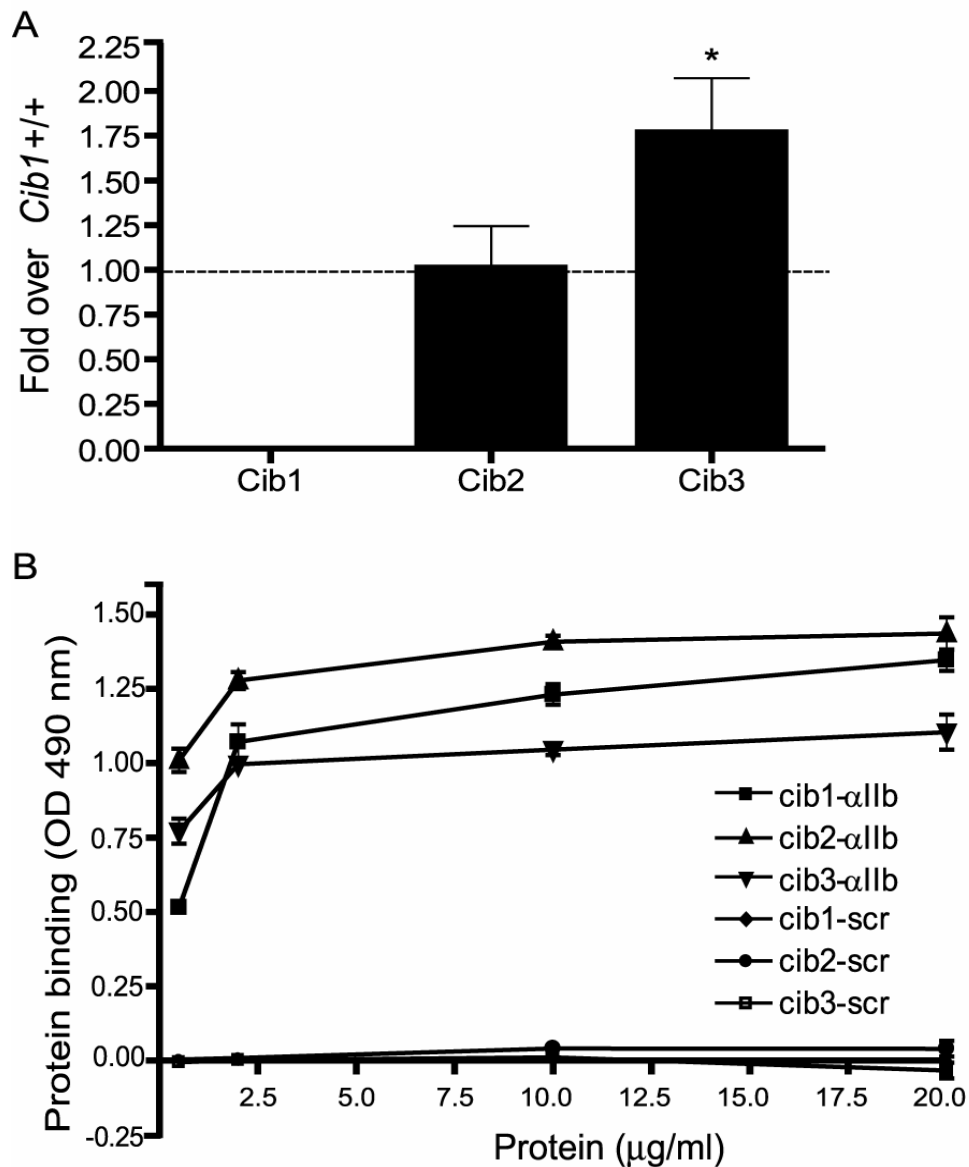 A
Fold over Cib1+/+
2.25
2.00
1.75
1.50
1.25
1.00
0.75
0.50
0.25
0.00
*
Cib1 Cib2 Cib3
B
Protein binding (OD 490 nm)
1.50
1.25
1.00
0.75
0.50
0.25
0.00
-0.25
cib1-αIIb
cib2-αIIb
cib3-αIIb
cib1-scr
cib2-scr
cib3-scr
2.5 5.0 7.5 10.0 12.5 15.0 17.5 20.0
Protein (μg/ml)